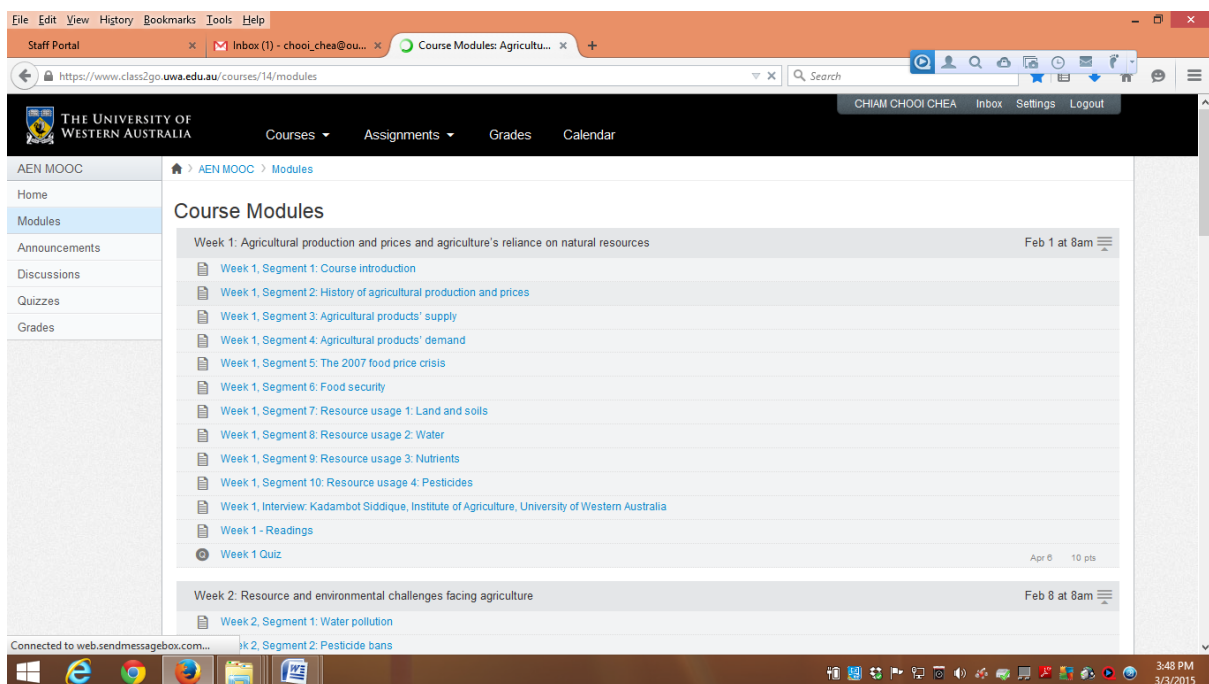 File Edit View History Bookmarks Tools Help
Staff Portal × Inbox (1) - chooi_chea@ou... × Course Modules: Agricultu... × +
https://www.class2go.uwa.edu.au/courses/14/modules Search
CHIAM CHOOI CHEA Inbox Settings Logout
THE UNIVERSITY OF
WESTERN AUSTRALIA
Courses Assignments Grades Calendar
AEN MOOC
AEN MOOC > Modules
Home
Modules
Announcements
Discussions
Quizzes
Grades
Course Modules
Week 1: Agricultural production and prices and agriculture's reliance on natural resources Feb 1 at 8am
Week 1, Segment 1: Course introduction
Week 1, Segment 2: History of agricultural production and prices
Week 1, Segment 3: Agricultural products' supply
Week 1, Segment 4: Agricultural products' demand
Week 1, Segment 5: The 2007 food price crisis
Week 1, Segment 6: Food security
Week 1, Segment 7: Resource usage 1: Land and soils
Week 1, Segment 8: Resource usage 2: Water
Week 1, Segment 9: Resource usage 3: Nutrients
Week 1, Segment 10: Resource usage 4: Pesticides
Week 1, Interview: Kadambot Siddique, Institute of Agriculture, University of Western Australia
Week 1 - Readings
Week 1 Quiz
Apr 6 10 pts
Week 2: Resource and environmental challenges facing agriculture Feb 8 at 8am
Week 2, Segment 1: Water pollution
ek 2, Segment 2: Pesticide bans
Connected to web.sendmessagebox.com...
3:48 PM
3/3/2015